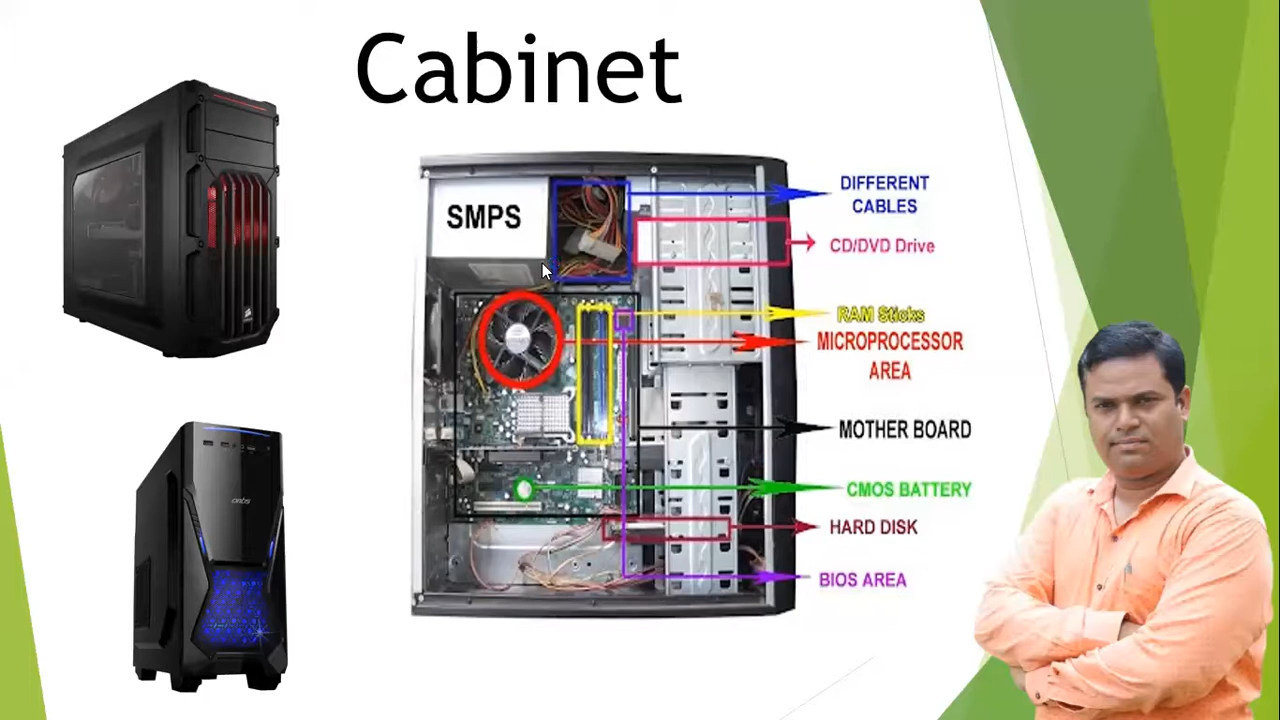 Cabinet
SMPS
DIFFERENT
CABLES
CD/DVD Drive
RAM Sticks
MICROPROCESSOR
AREA
MOTHER BOARD
CMOS BATTERY
HARD DISK
BIOS AREA